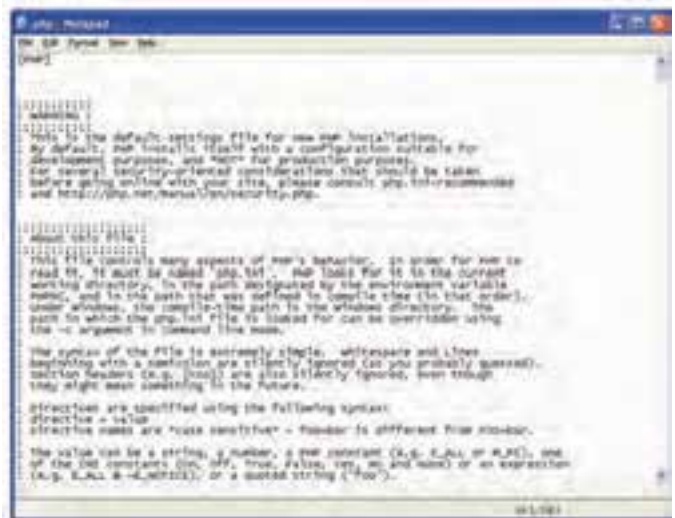 php - Notepad
File Edit Format View Help
[PHP]
;;;;;;;;;;;
; WARNING ;
;;;;;;;;;;;
; This is the default settings file for new PHP installations.
; By default, PHP installs itself with a configuration suitable for
; development purposes, and *NOT* for production purposes.
; For several security-oriented considerations that should be taken
; before going online with your site, please consult php.ini-recommended
; and http://php.net/manual/en/security.php.
;;;;;;;;;;;;;;;;;;;
; About this file ;
;;;;;;;;;;;;;;;;;;;
; This file controls many aspects of PHP's behavior. In order for PHP to
; read it, it must be named 'php.ini'. PHP looks for it in the current
; working directory, in the path designated by the environment variable
; PHPRC, and in the path that was defined in compile time (in that order).
; Under Windows, the compile-time path is the Windows directory. The
; path in which the php.ini file is looked for can be overridden using
; the -c argument in command line mode.
;
; The syntax of the file is extremely simple. Whitespace and Lines
; beginning with a semicolon are silently ignored (as you probably guessed).
; Section headers (e.g. [Foo]) are also silently ignored, even though
; they might mean something in the future.
;
; Directives are specified using the following syntax:
; directive = value
; Directive names are *case sensitive* - foo=bar is different from FOO=bar.
;
; The value can be a string, a number, a PHP constant (e.g. E_ALL or M_PI), one
; of the INI constants (On, Off, True, False, Yes, No and None) or an expression
; (e.g. E_ALL & ~E_NOTICE), or a quoted string ("foo").